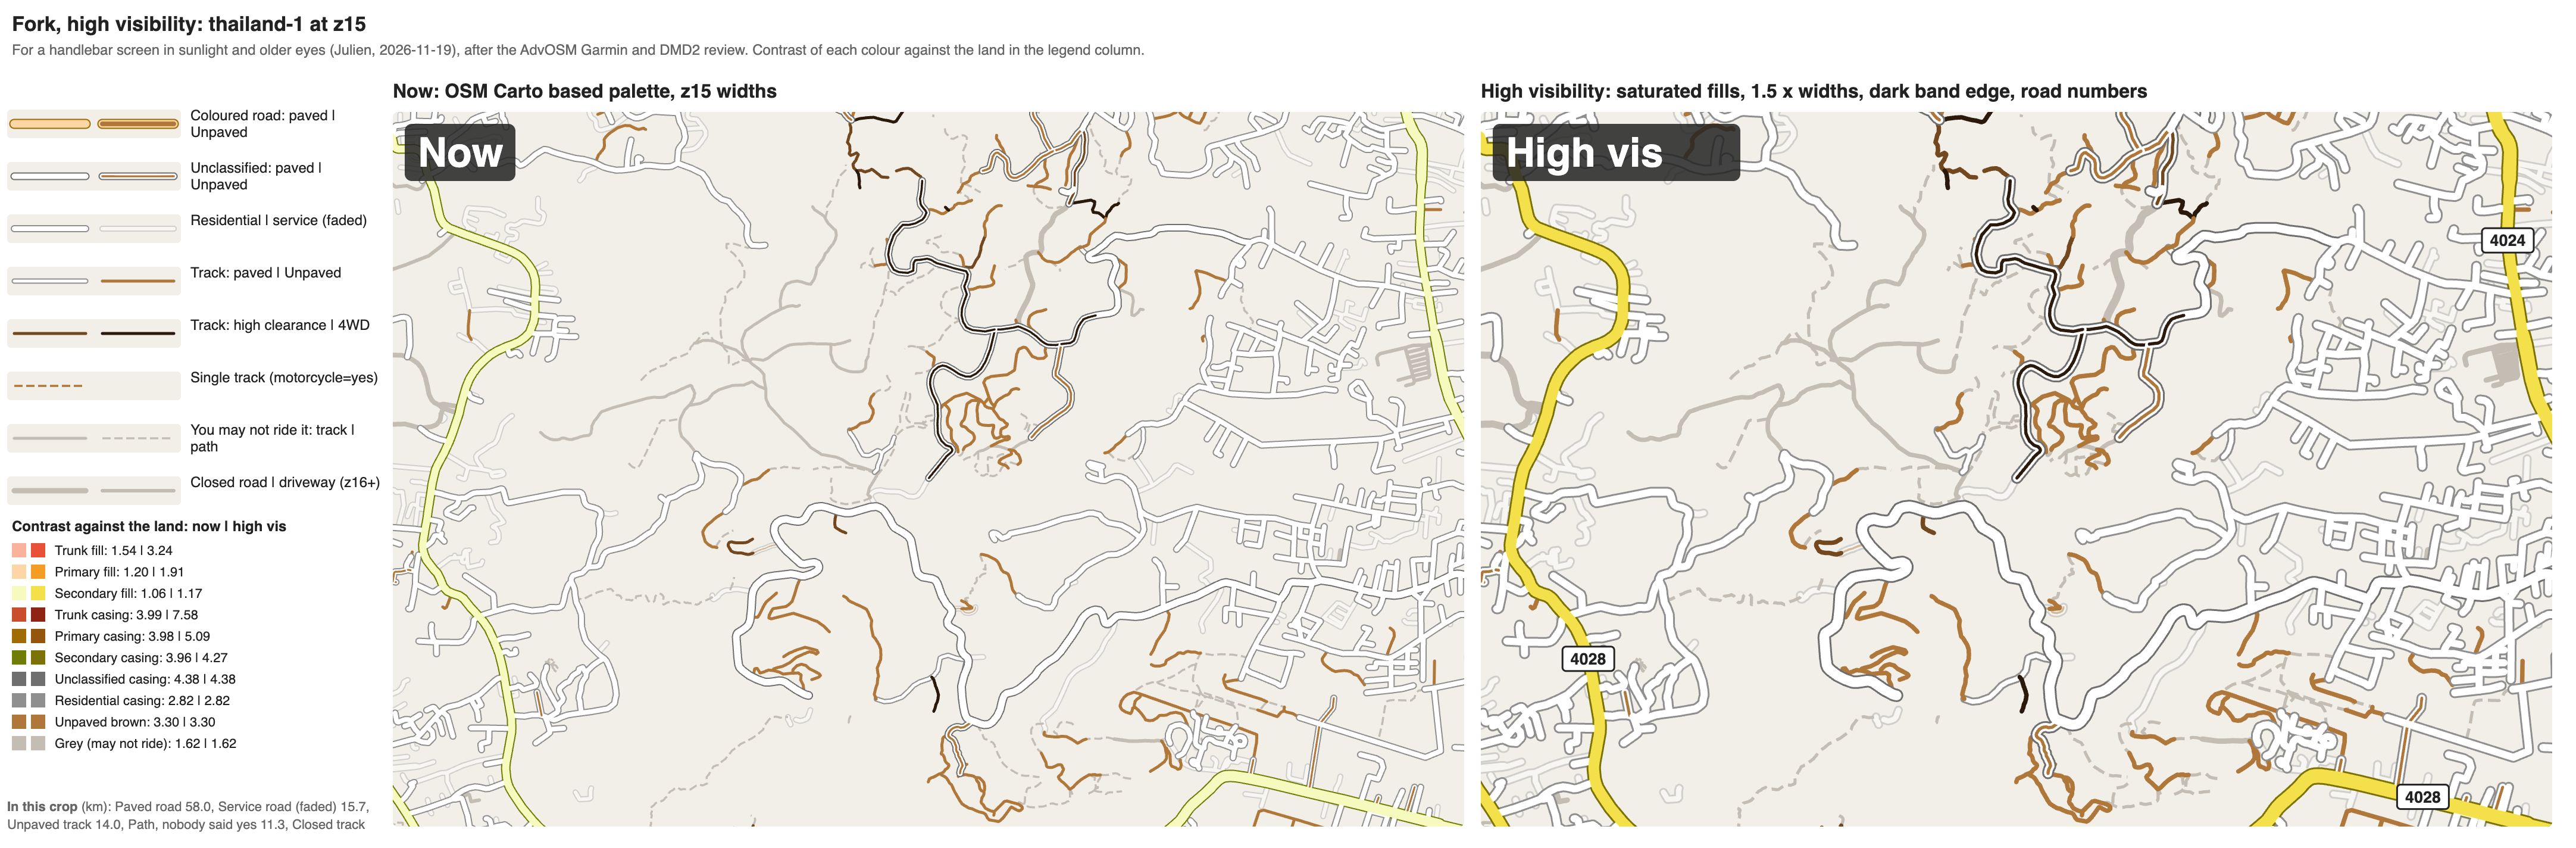 Fork, high visibility: thailand-1 at z15
For a handlebar screen in sunlight and older eyes (Julien, 2026-11-19), after the AdvOSM Garmin and DMD2 review. Contrast of each colour against the land in the legend column.
Coloured road: paved |
Unpaved
Unclassified: paved |
Unpaved
Residential | service (faded)
Track: paved | Unpaved
Track: high clearance | 4WD
Single track (motorcycle=yes)
You may not ride it: track |
path
Closed road | driveway (z16+)
Contrast against the land: now | high vis
Trunk fill: 1.54 | 3.24
Primary fill: 1.20 | 1.91
Secondary fill: 1.06 | 1.17
Trunk casing: 3.99 | 7.58
Primary casing: 3.98 | 5.09
Secondary casing: 3.96 | 4.27
Unclassified casing: 4.38 | 4.38
Residential casing: 2.82 | 2.82
Unpaved brown: 3.30 | 3.30
Grey (may not ride): 1.62 | 1.62
In this crop (km): Paved road 58.0, Service road (faded) 15.7,
Unpaved track 14.0, Path, nobody said yes 11.3, Closed track
Now: OSM Carto based palette, z15 widths
Now
High visibility: saturated fills, 1.5 x widths, dark band edge, road numbers
High vis
4024
4028
4028